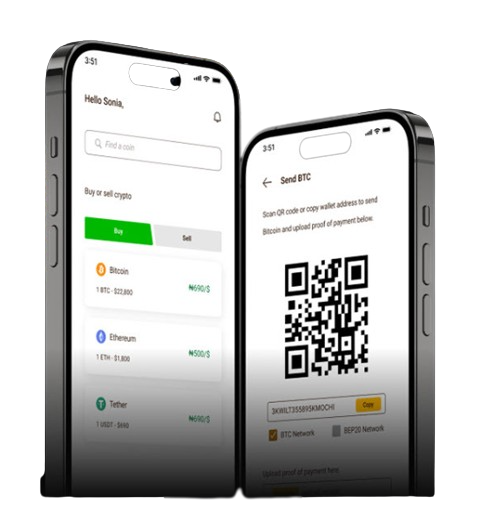 3:51
Hello Sonia,
Find a coin
Buy or sell crypto
Buy
Sell
Bitcoin
1 BTC - $22,800
₦690/$
Ethereum
1 ETH - $1,800
₦500/$
Tether
1 USDT - $690
₦690/$
3:51
Send BTC
Scan QR code or copy wallet address to send
Bitcoin and upload proof of payment below.
3KWILT355895KMOCHI
Copy
BTC Network
BEP20 Network
Upload proof of payment here.